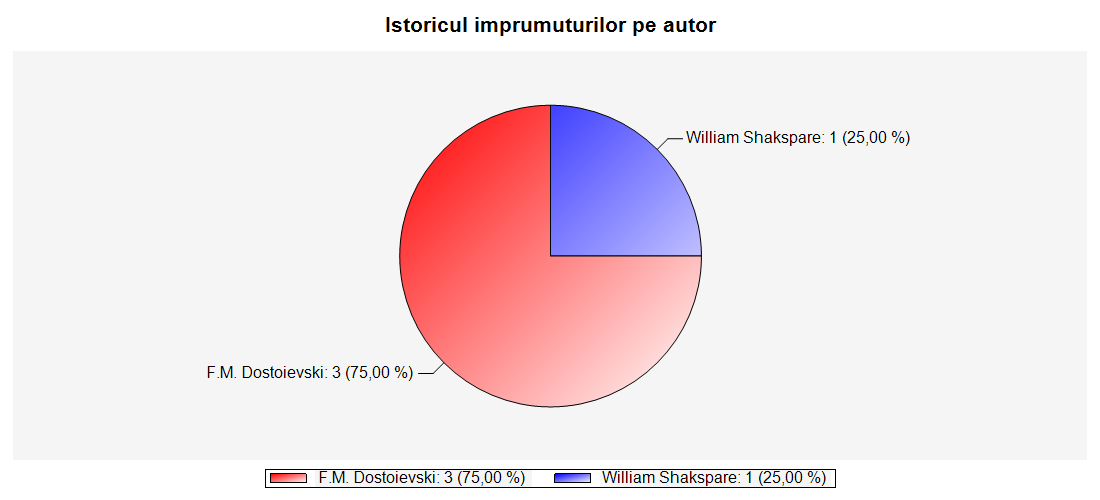 Istoricul imprumuturilor pe autor
William Shakspare: 1 (25,00 %)
F.M. Dostoievski: 3 (75,00 %)
F.M. Dostoievski: 3 (75,00 %) William Shakspare: 1 (25,00 %)